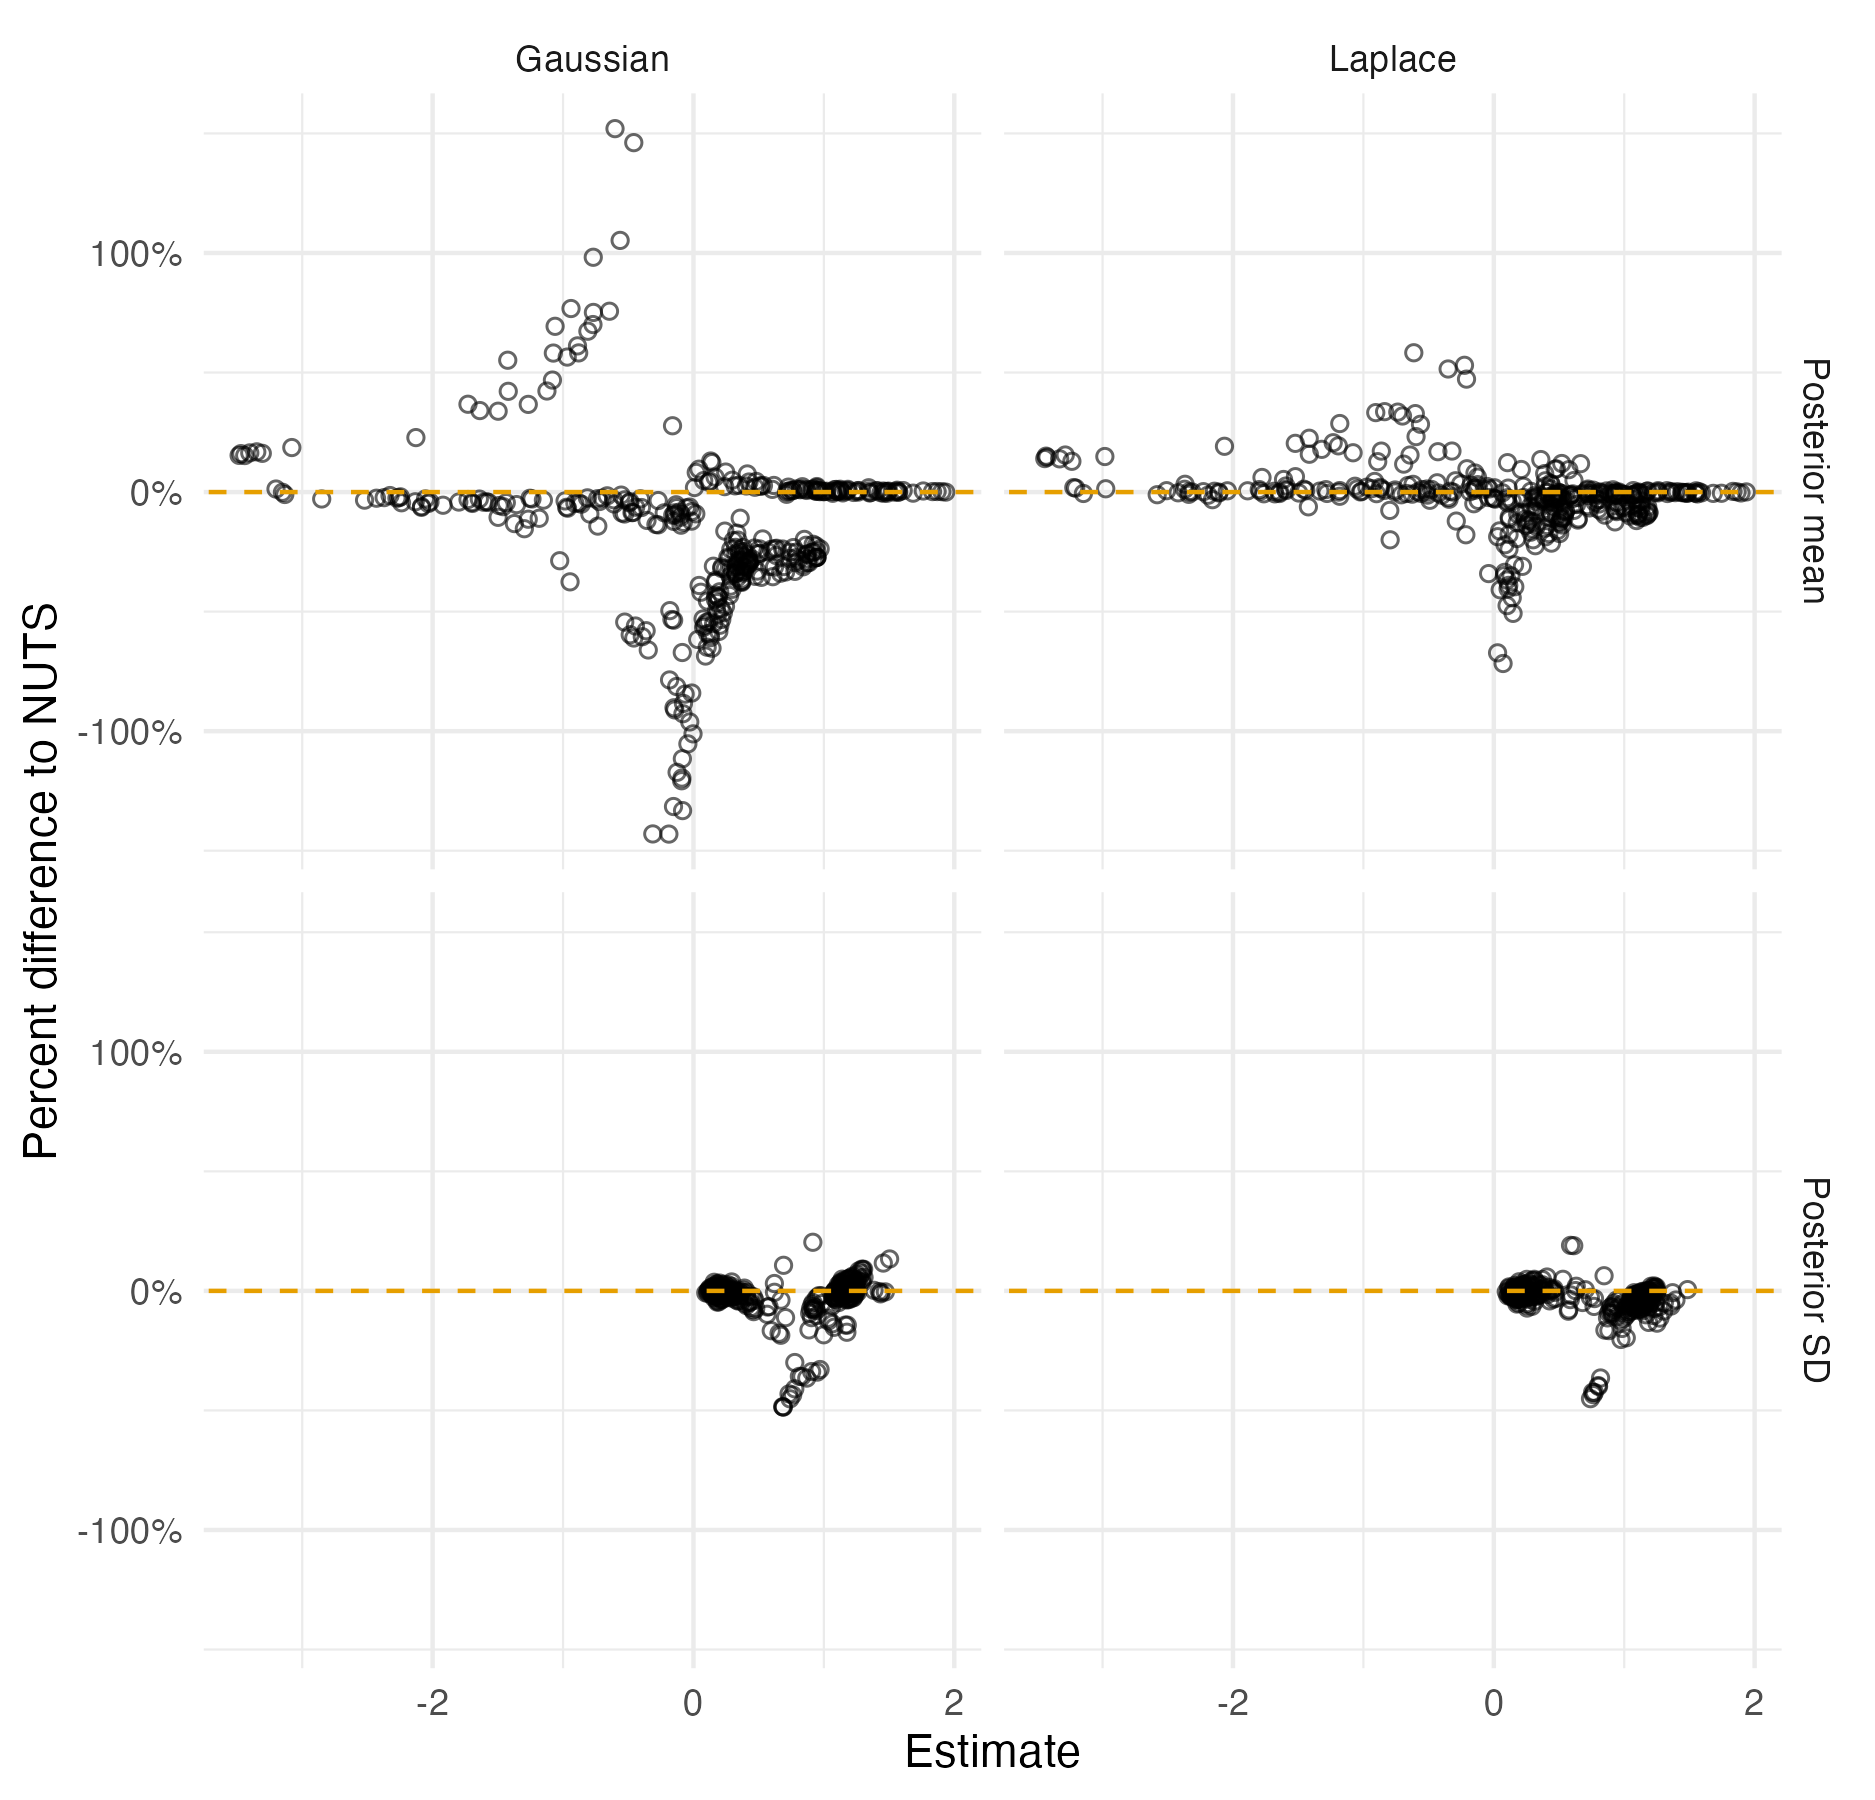 Gaussian
Laplace
100%
0%
-100%
Posterior mean
Percent difference to NUTS
100%
0%
-100%
Posterior SD
-2
0
2
-2
0
2
Estimate